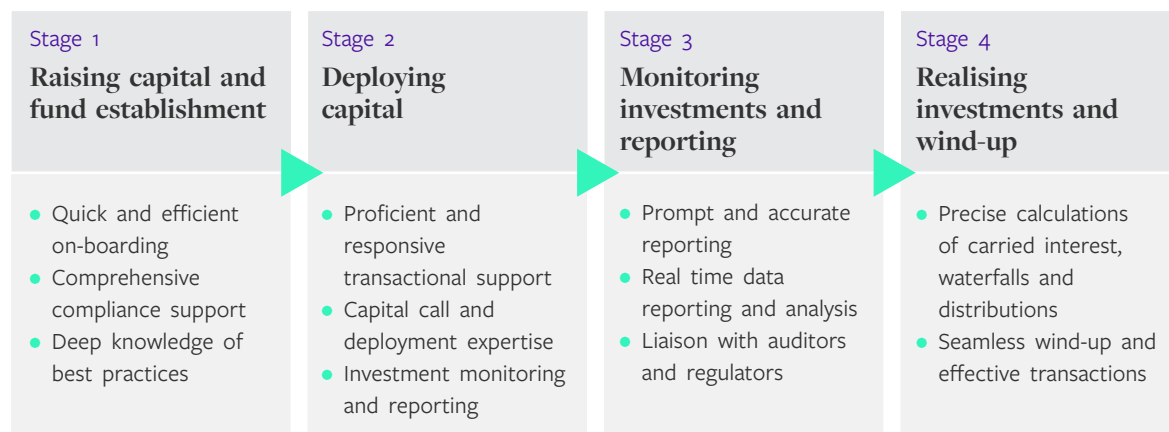 Stage 1
Raising capital and
fund establishment
Quick and efficient
on-boarding
Comprehensive
compliance support
Deep knowledge of
best practices
Stage 2
Deploying
capital
Proficient and
responsive
transactional support
Capital call and
deployment expertise
Investment monitoring
and reporting
Stage 3
Monitoring
investments and
reporting
Prompt and accurate
reporting
Real time data
reporting and analysis
Liaison with auditors
and regulators
Stage 4
Realising
investments and
wind-up
Precise calculations
of carried interest,
waterfalls and
distributions
Seamless wind-up and
effective transactions